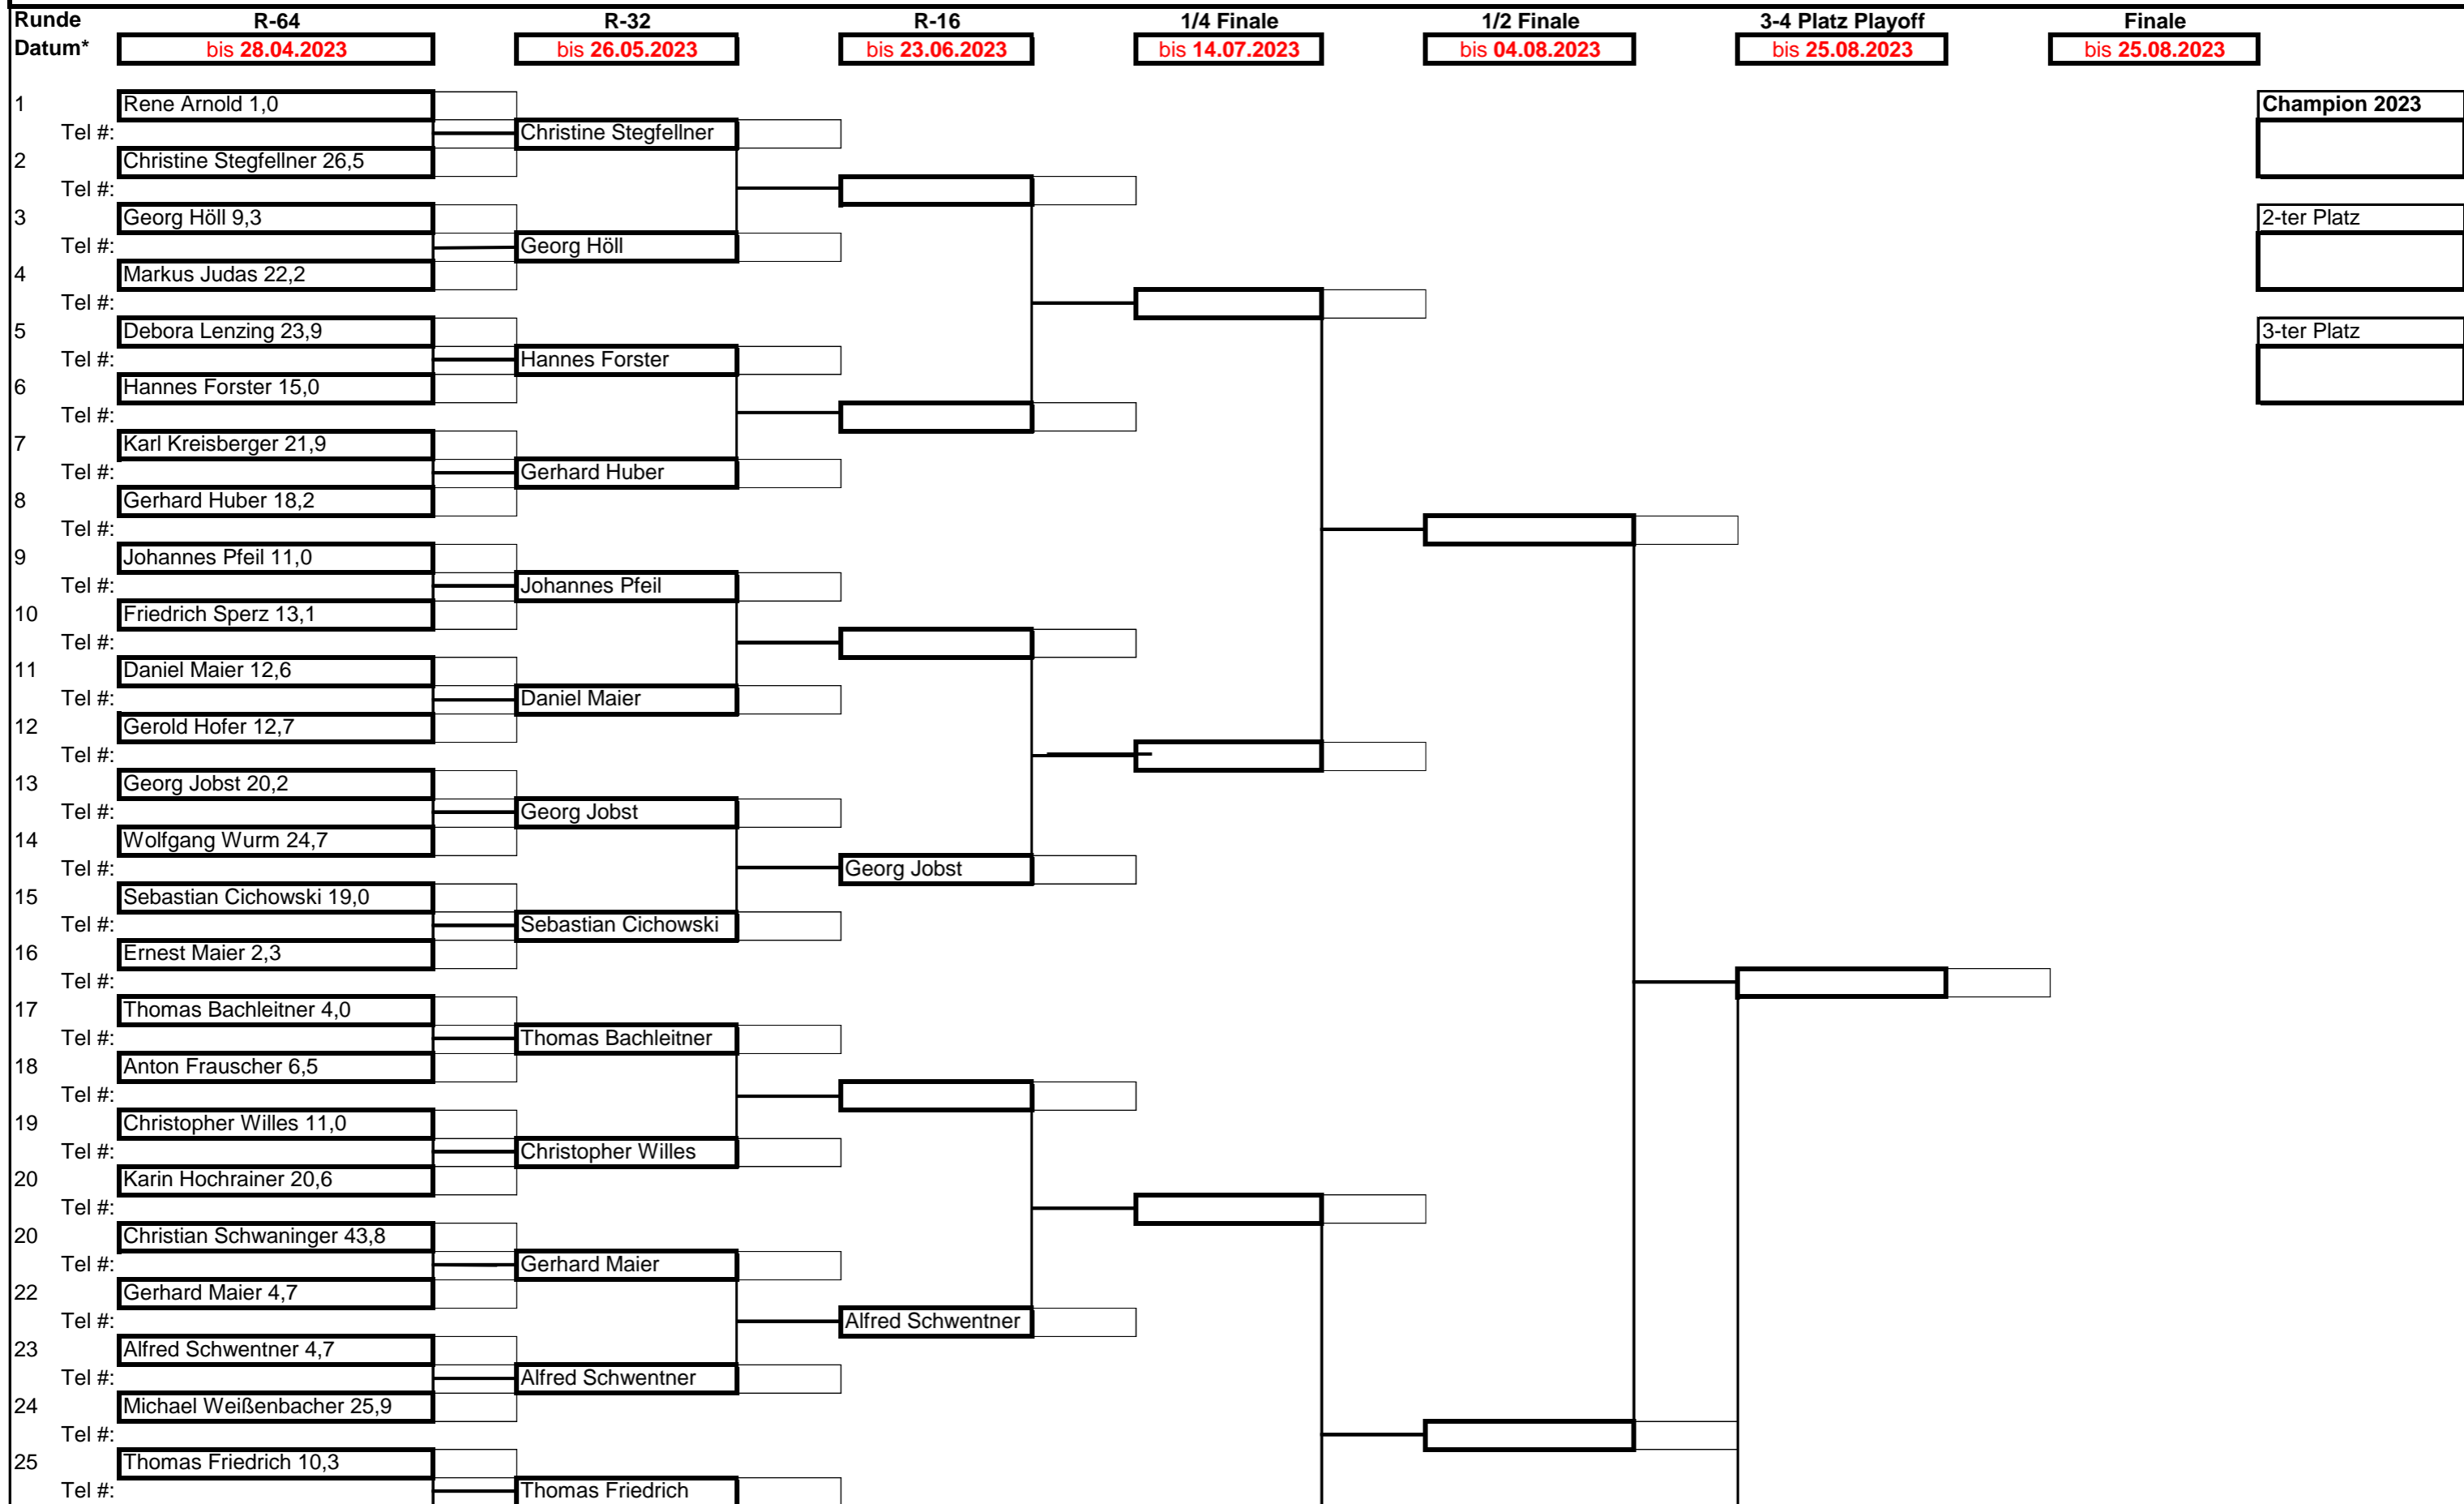 Runde R-64 R-32 R-16 1/4 Finale 1/2 Finale 3-4 Platz Playoff Finale
Datum* bis 28.04.2023 bis 26.05.2023 bis 23.06.2023 bis 14.07.2023 bis 04.08.2023 bis 25.08.2023 bis 25.08.2023
1 Rene Arnold 1,0 Champion 2023
Tel #: Christine Stegfellner
2 Christine Stegfellner 26,5
Tel #:
3 Georg Höll 9,3 2-ter Platz
Tel #: Georg Höll
4 Markus Judas 22,2
Tel #:
5 Debora Lenzing 23,9 3-ter Platz
Tel #: Hannes Forster
6 Hannes Forster 15,0
Tel #:
7 Karl Kreisberger 21,9
Tel #: Gerhard Huber
8 Gerhard Huber 18,2
Tel #:
9 Johannes Pfeil 11,0
Tel #: Johannes Pfeil
10 Friedrich Sperz 13,1
Tel #:
11 Daniel Maier 12,6
Tel #: Daniel Maier
12 Gerold Hofer 12,7
Tel #:
13 Georg Jobst 20,2
Tel #: Georg Jobst
14 Wolfgang Wurm 24,7
Tel #: Georg Jobst
15 Sebastian Cichowski 19,0
Tel #: Sebastian Cichowski
16 Ernest Maier 2,3
Tel #:
17 Thomas Bachleitner 4,0
Tel #: Thomas Bachleitner
18 Anton Frauscher 6,5
Tel #:
19 Christopher Willes 11,0
Tel #: Christopher Willes
20 Karin Hochrainer 20,6
Tel #:
20 Christian Schwaninger 43,8
Tel #: Gerhard Maier
22 Gerhard Maier 4,7
Tel #: Alfred Schwentner
23 Alfred Schwentner 4,7
Tel #: Alfred Schwentner
24 Michael Weißenbacher 25,9
Tel #:
25 Thomas Friedrich 10,3
Tel #: Thomas Friedrich